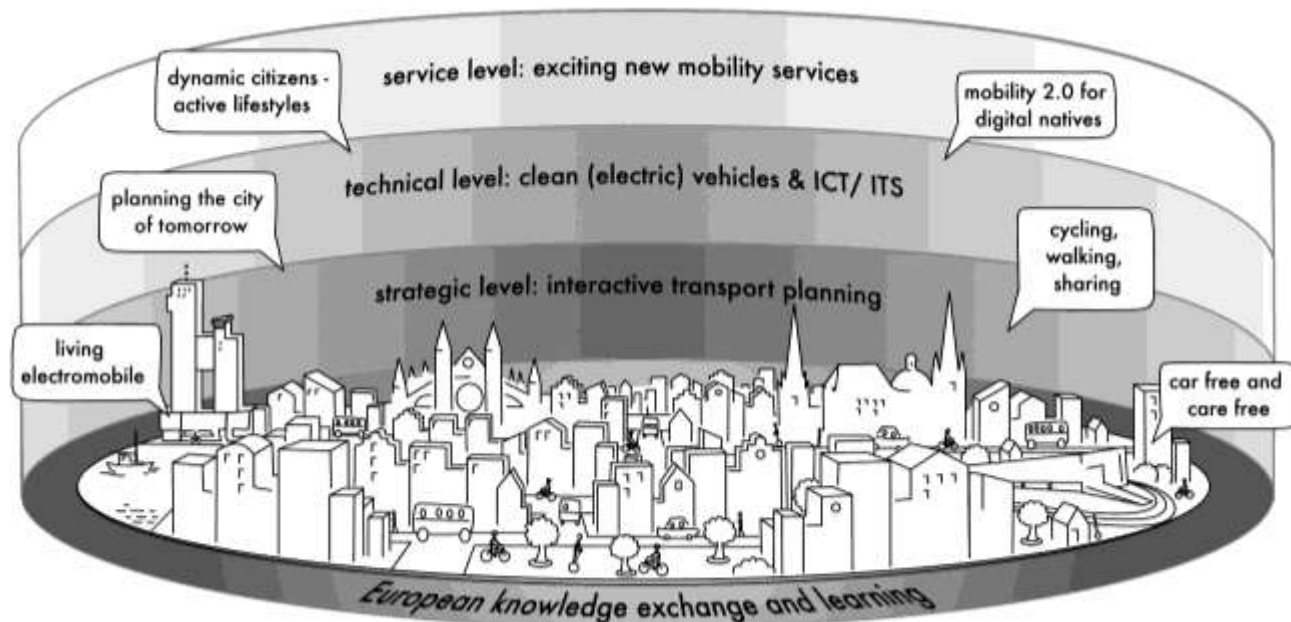 service level: exciting new mobility services
dynamic citizens -
active lifestyles
mobility 2.0 for
digital natives
technical level: clean (electric) vehicles & ICT/ ITS
planning the city
of tomorrow
cycling,
walking,
sharing
strategic level: interactive transport planning
living
electromobile
car free and
care free
European knowledge exchange and learning